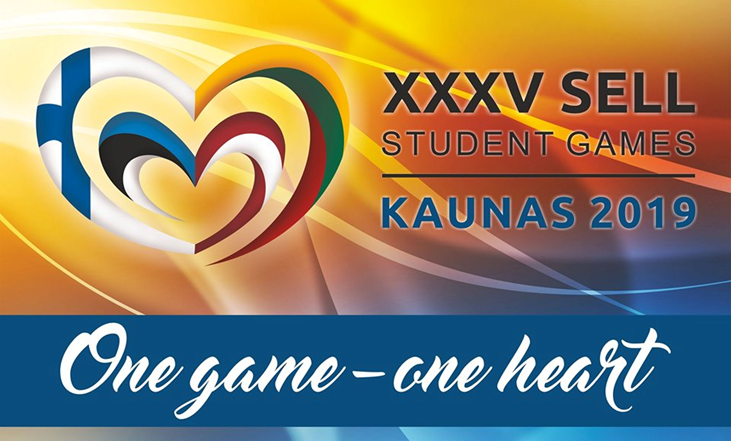 XXXV SELL
STUDENT GAMES
KAUNAS 2019
One game – one heart